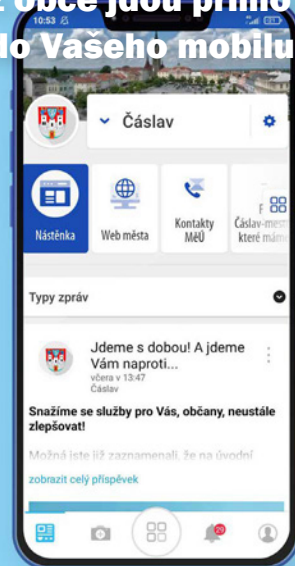 z obce jdou přímo
do Vašeho mobilu
10:53
Čáslav
Nástěnka
Web města
Kontakty
MěÚ
Čáslav-mes
které mám
Typy zpráv
Jdeme s dobou! A jdeme
Vám naproti...
včera v 13:47
Čáslav
Snažíme se služby pro Vás, občany, neustále
zlepšovat!
Možná jste již zaznamenali, že na úvodní
zobrazit celý příspěvek
29